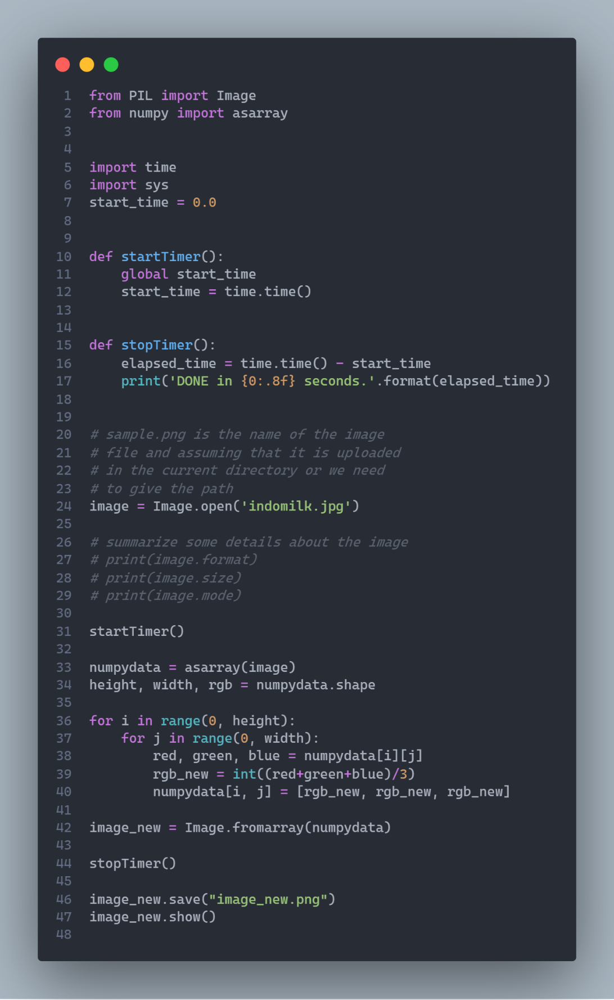 1 from PIL import Image
2 from numpy import asarray
3
4
5 import time
6 import sys
7 start_time = 0.0
8
9
10 def startTimer():
11     global start_time
12     start_time = time.time()
13
14
15 def stopTimer():
16     elapsed_time = time.time() - start_time
17     print('DONE in {0:.8f} seconds.'.format(elapsed_time))
18
19
20 # sample.png is the name of the image
21 # file and assuming that it is uploaded
22 # in the current directory or we need
23 # to give the path
24 image = Image.open('indomilk.jpg')
25
26 # summarize some details about the image
27 # print(image.format)
28 # print(image.size)
29 # print(image.mode)
30
31 startTimer()
32
33 numpydata = asarray(image)
34 height, width, rgb = numpydata.shape
35
36 for i in range(0, height):
37     for j in range(0, width):
38         red, green, blue = numpydata[i][j]
39         rgb_new = int((red+green+blue)/3)
40         numpydata[i, j] = [rgb_new, rgb_new, rgb_new]
41
42 image_new = Image.fromarray(numpydata)
43
44 stopTimer()
45
46 image_new.save("image_new.png")
47 image_new.show()
48